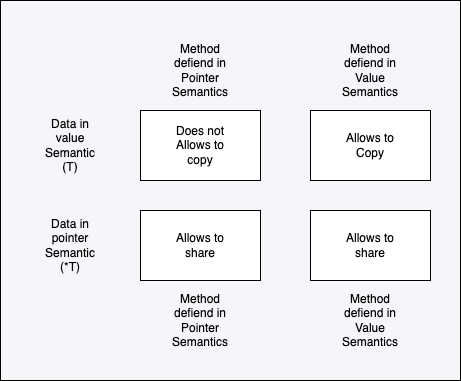 Method
defiend in
Pointer
Semantics
Method
defiend in
Value
Semantics
Data in
value
Semantic
(T)
Does not
Allows to
copy
Allows to
Copy
Data in
pointer
Semantic
(*T)
Allows to
share
Allows to
share
Method
defiend in
Pointer
Semantics
Method
defiend in
Value
Semantics